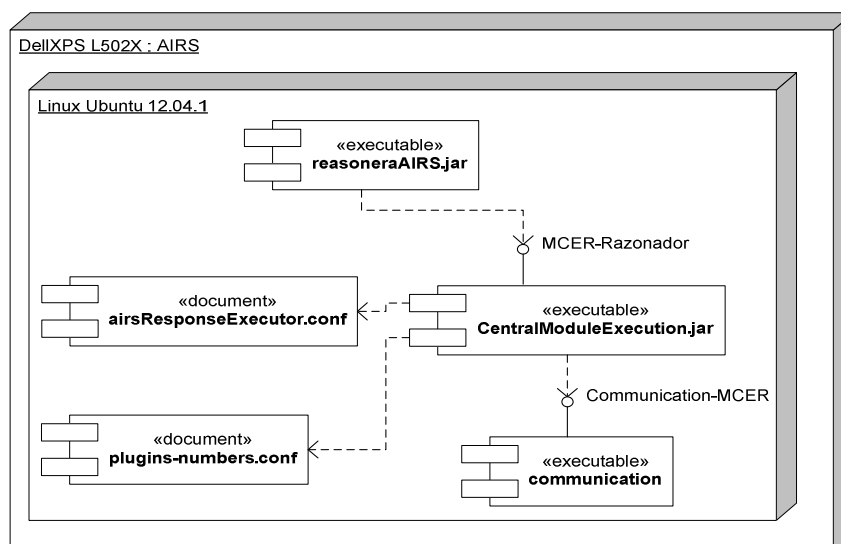 DellXPS L502X : AIRS
Linux Ubuntu 12.04.1
«executable»
reasoneraAIRS.jar
MCER-Razonador
«document»
airsResponseExecutor.conf
«executable»
CentralModuleExecution.jar
Communication-MCER
«document»
plugins-numbers.conf
«executable»
communication